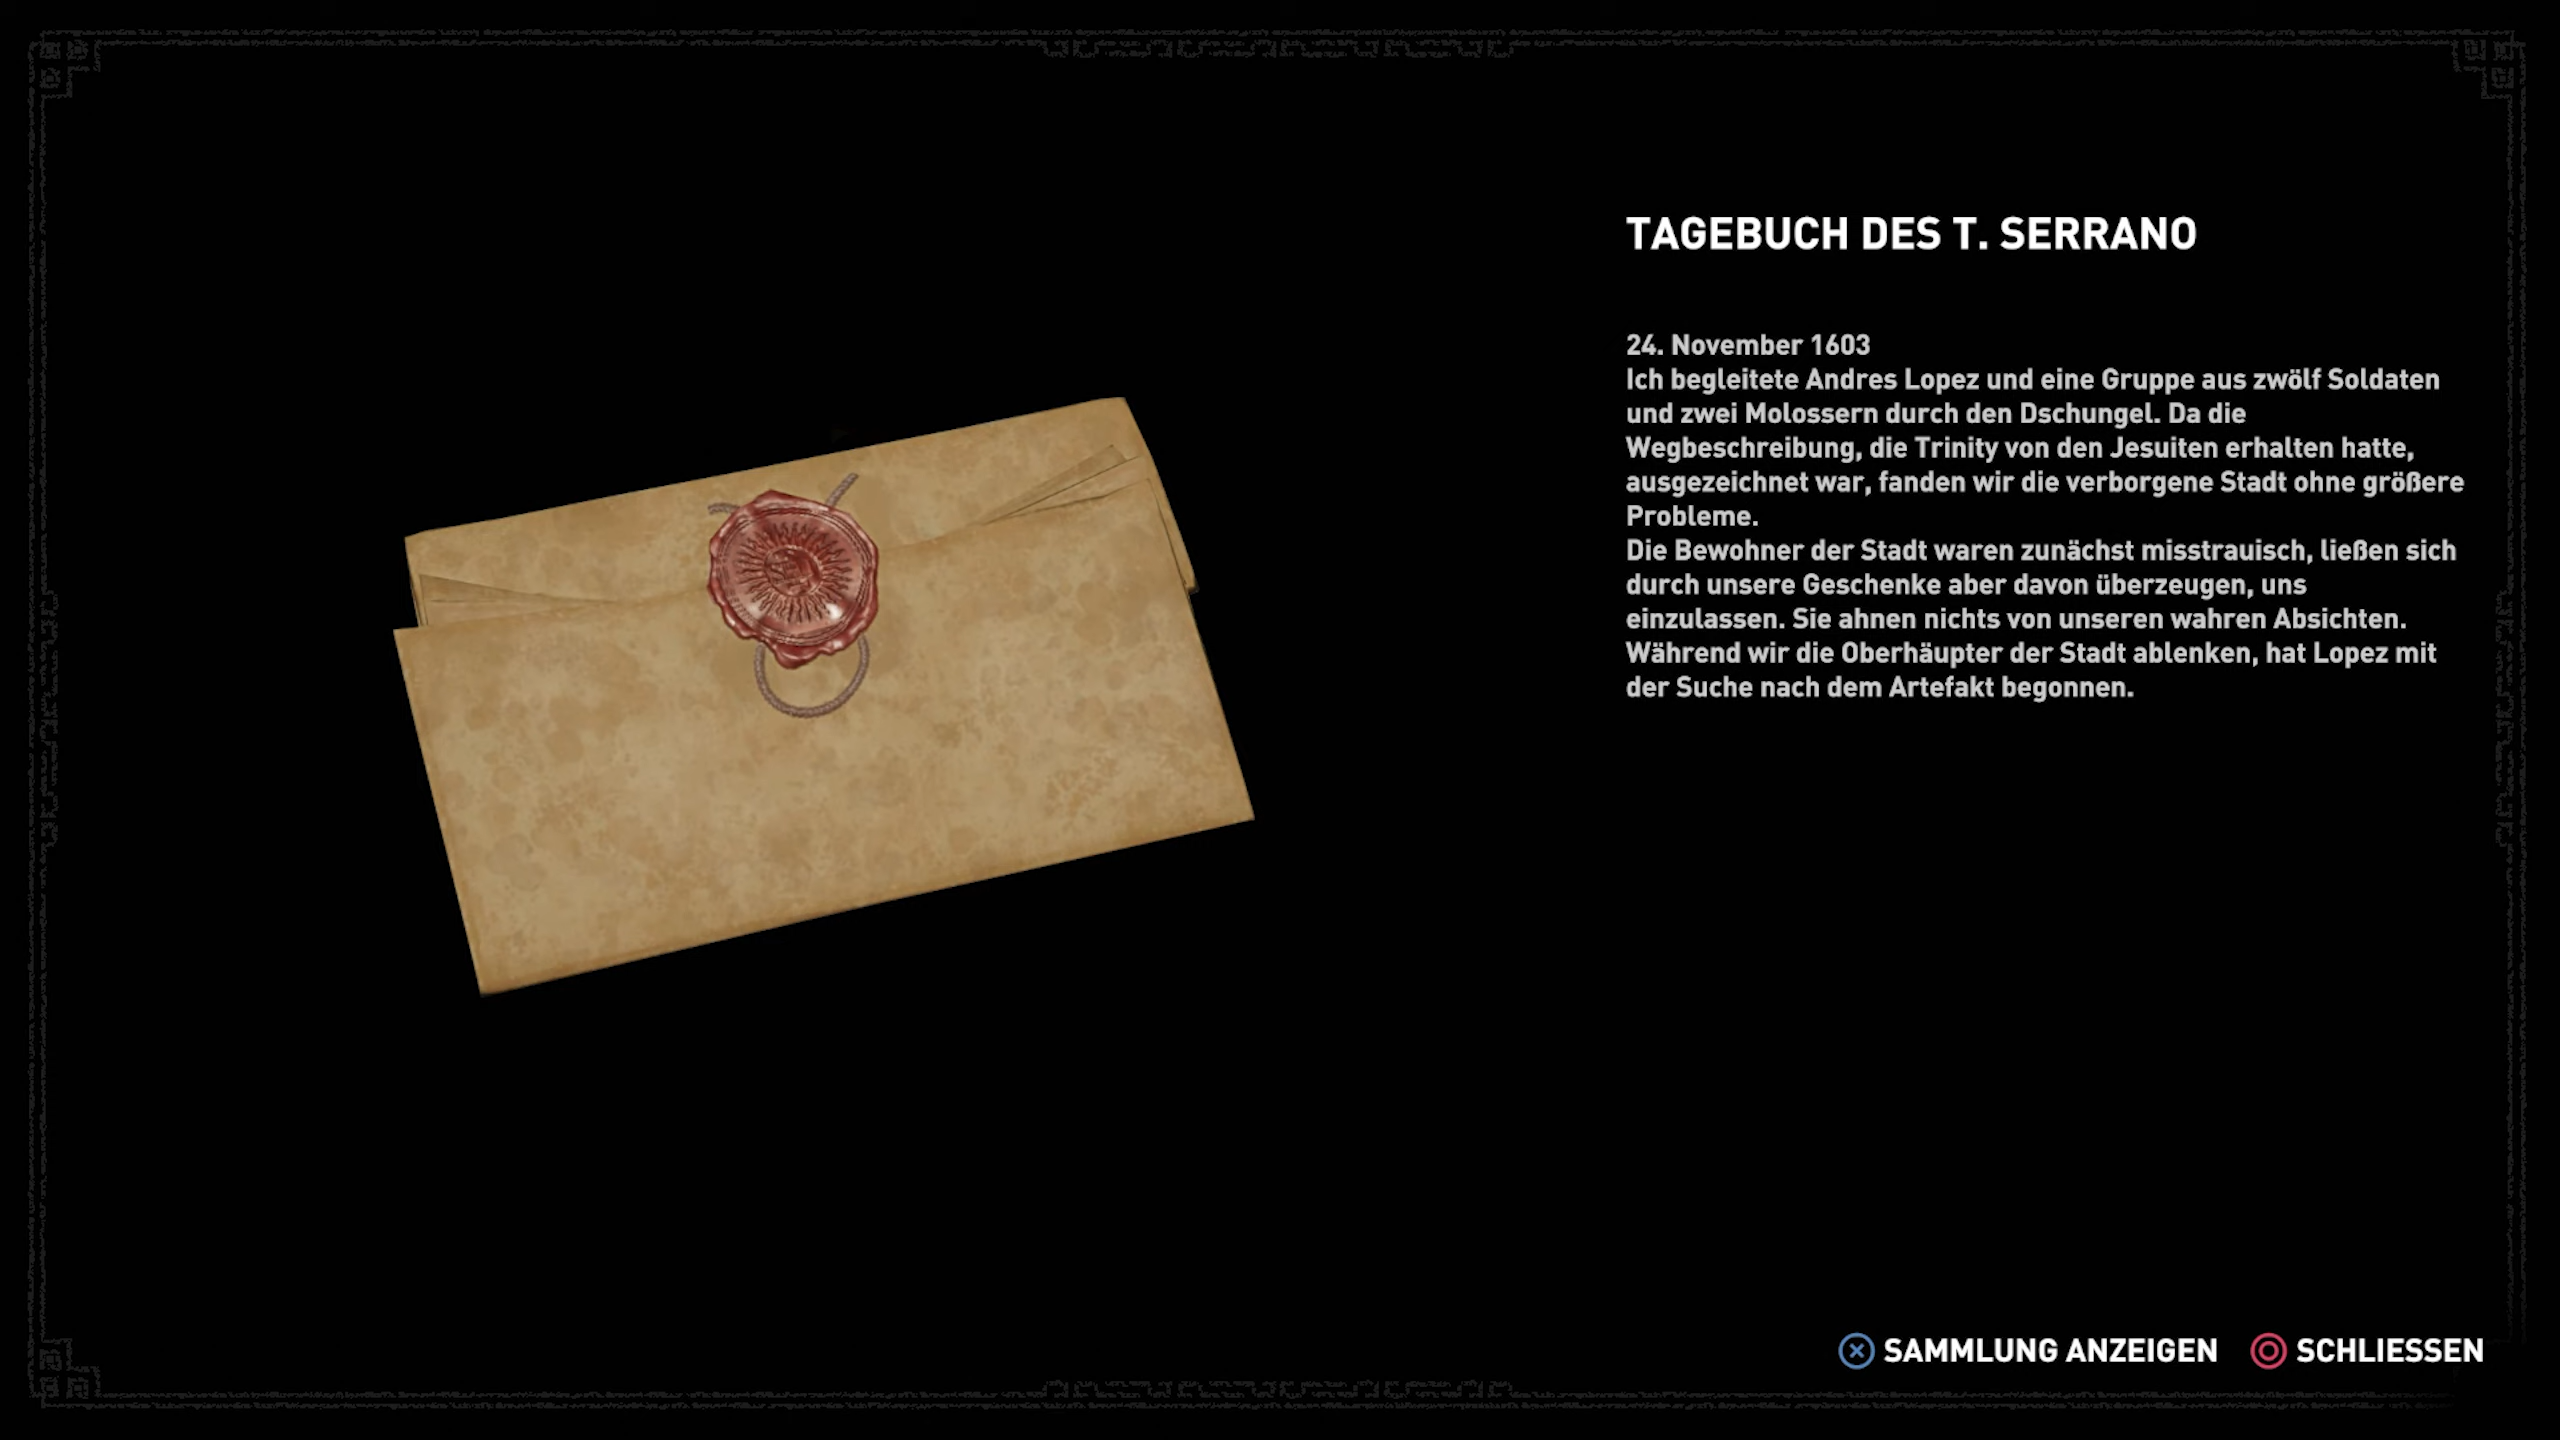 TAGEBUCH DES T. SERRANO
24. November 1603
Ich begleitete Andres Lopez und eine Gruppe aus zwölf Soldaten
und zwei Molossern durch den Dschungel. Da die
Wegbeschreibung, die Trinity von den Jesuiten erhalten hatte,
ausgezeichnet war, fanden wir die verborgene Stadt ohne größere
Probleme.
Die Bewohner der Stadt waren zunächst misstrauisch, ließen sich
durch unsere Geschenke aber davon überzeugen, uns
einzulassen. Sie ahnen nichts von unseren wahren Absichten.
Während wir die Oberhäupter der Stadt ablenken, hat Lopez mit
der Suche nach dem Artefakt begonnen.
SAMMLUNG ANZEIGEN SCHLIESSEN